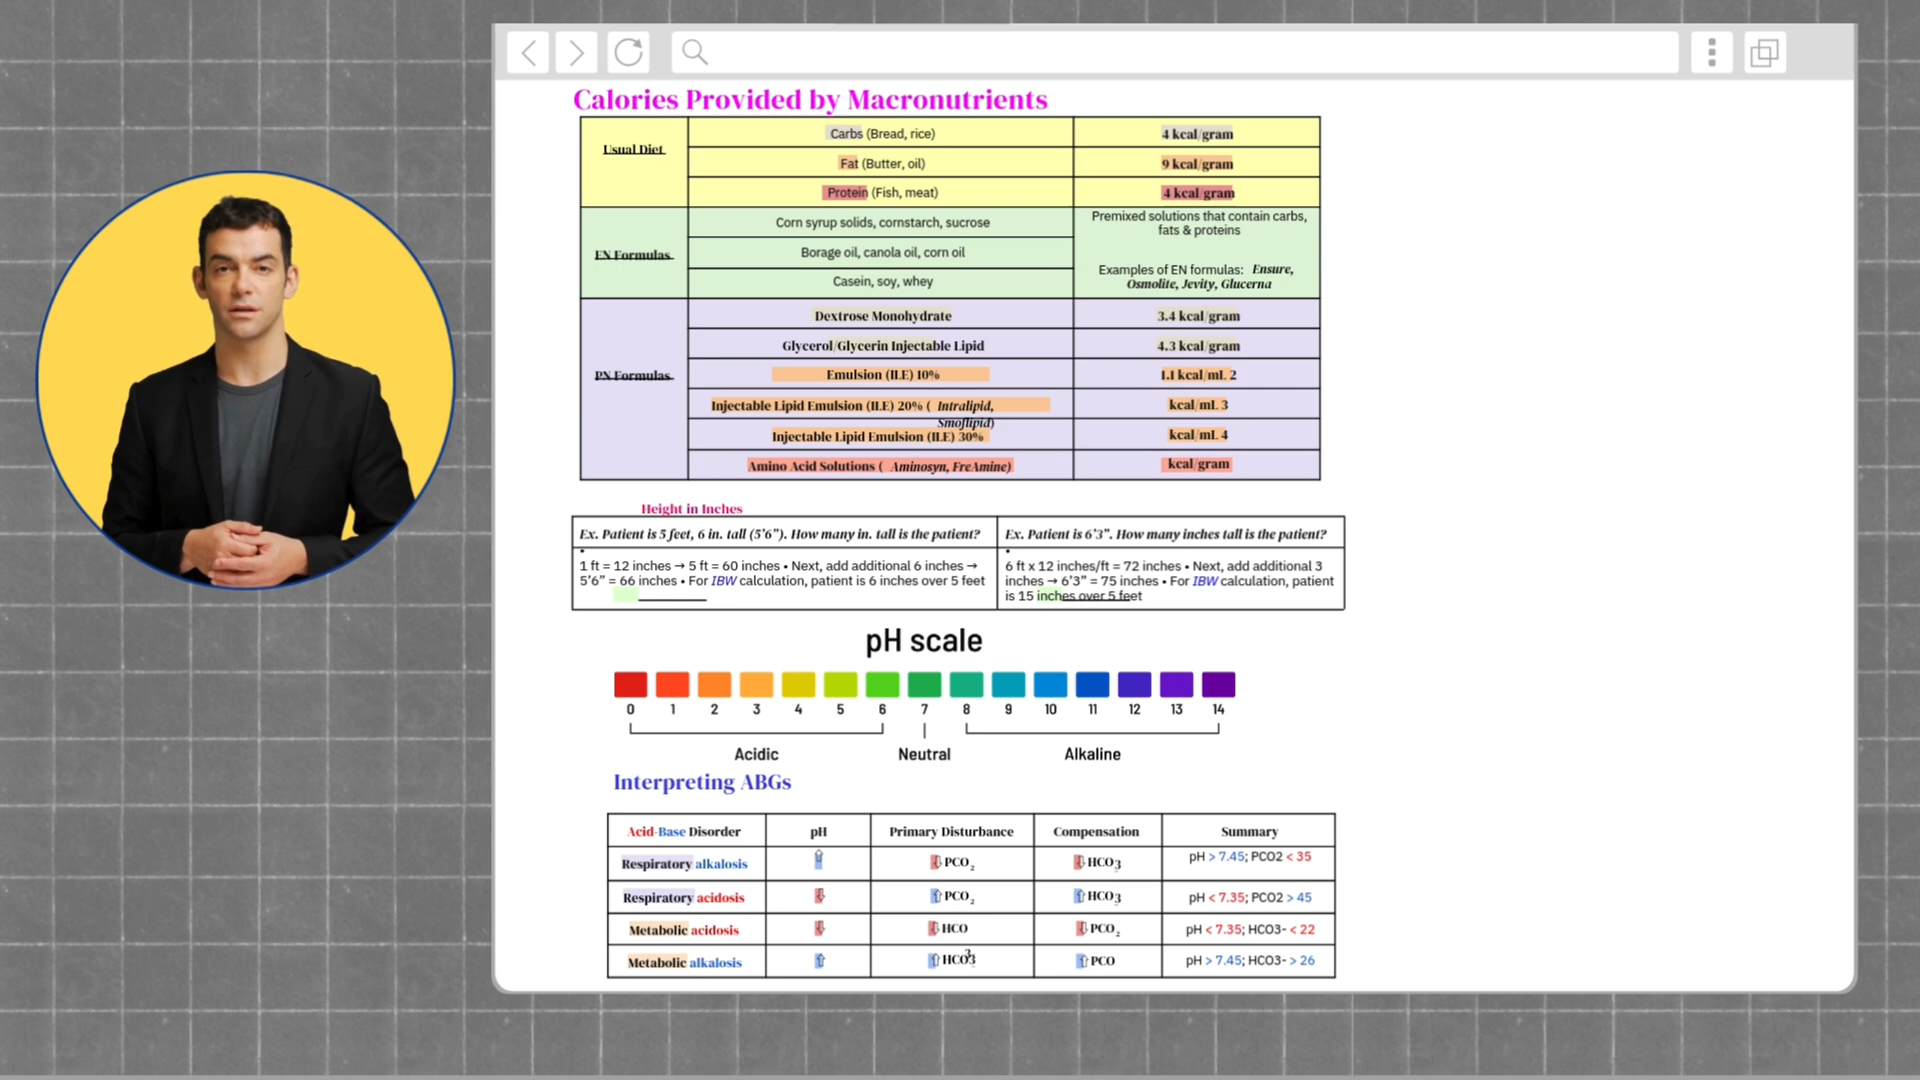 Calories Provided by Macronutrients
Usual Diet
Carbs (Bread, rice)
4 kcal/gram
Fat (Butter, oil)
9 kcal/gram
Protein (Fish, meat)
4 kcal/gram
EN Formulas
Corn syrup solids, cornstarch, sucrose
Borage oil, canola oil, corn oil
Casein, soy, whey
Premixed solutions that contain carbs,
fats & proteins
Examples of EN formulas: Ensure,
Osmolite, Jevity, Glucerna
PN Formulas
Dextrose Monohydrate
3.4 kcal/gram
Glycerol/Glycerin Injectable Lipid
4.3 kcal/gram
Emulsion (ILE) 10%
1.1 kcal/mL 2
Injectable Lipid Emulsion (ILE) 20% ( Intralipid,
Smoflipid)
kcal/mL 3
Injectable Lipid Emulsion (ILE) 30%
kcal/mL 4
Amino Acid Solutions ( Aminosyn, FreAmine)
kcal/gram
Height in Inches
Ex. Patient is 5 feet, 6 in. tall (5'6"). How many in. tall is the patient?
•
1 ft = 12 inches → 5 ft = 60 inches • Next, add additional 6 inches →
5'6" = 66 inches • For IBW calculation, patient is 6 inches over 5 feet
Ex. Patient is 6'3". How many inches tall is the patient?
•
6 ft x 12 inches/ft = 72 inches • Next, add additional 3
inches → 6'3" = 75 inches • For IBW calculation, patient
is 15 inches over 5 feet
pH scale
0 1 2 3 4 5 6 7 8 9 10 11 12 13 14
Acidic Neutral Alkaline
Interpreting ABGs
Acid-Base Disorder pH Primary Disturbance Compensation Summary
Respiratory alkalosis ⇧ ⇩ PCO2 ⇩ HCO3 pH > 7.45; PCO2 < 35
Respiratory acidosis ⇩ ⇧ PCO2 ⇧ HCO3 pH < 7.35; PCO2 > 45
Metabolic acidosis ⇩ ⇩ HCO ⇩ PCO2 pH < 7.35; HCO3- < 22
3
Metabolic alkalosis ⇧ ⇧ HCO3 ⇧ PCO pH > 7.45; HCO3- > 26